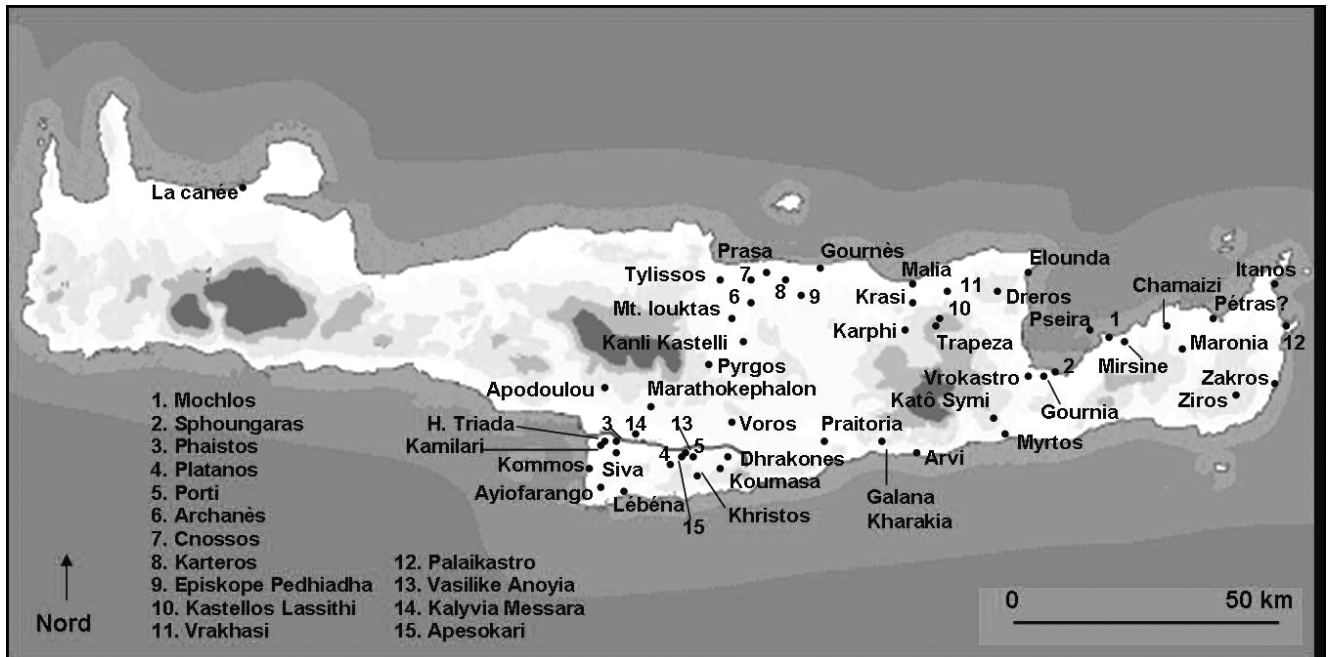 La canée
Prasa
Gournès
Tylissos
7
8
9
Malia
11
Elounda
Itanos
Chamaizi
Krasi
Dreros
Pétras?
6
Mt. Iouktas
10
Pseira
1
Karphi
Trapeza
12
Kanli Kastelli
Mirsine
Maronia
Pyrgos
2
Vrokastro
Zakros
Apodoulou
Marathokephalon
Katô Symi
Gournia
Ziros
H. Triada
3
14
13
Voros
Praitoria
Myrtos
Kamilari
5
4
Dhrakones
Arvi
Kommos
Siva
Koumasa
Ayiofarango
Lébéna
Khristos
Galana
Kharakia
15
1. Mochlos
2. Sphoungaras
3. Phaistos
4. Platanos
5. Porti
6. Archanès
7. Cnossos
8. Karteros
9. Episkope Pedhiadha
10. Kastellos Lassithi
11. Vrakhasi
12. Palaikastro
13. Vasilike Anoyia
14. Kalyvia Messara
15. Apesokari
Nord
0 50 km